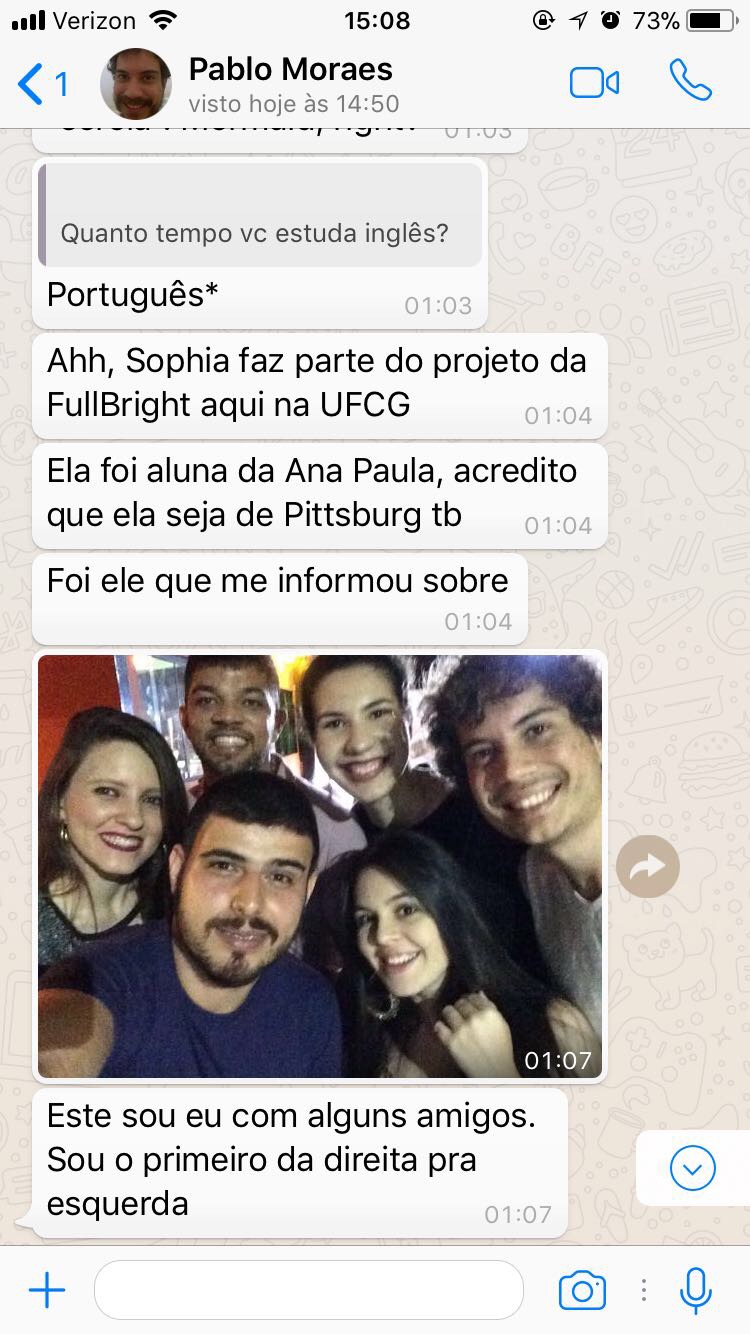 Verizon 15:08 73%
1 Pablo Moraes
visto hoje às 14:50
01:03
Quanto tempo vc estuda inglês?
Português* 01:03
Ahh, Sophia faz parte do projeto da
FullBright aqui na UFCG 01:04
Ela foi aluna da Ana Paula, acredito
que ela seja de Pittsburg tb 01:04
Foi ele que me informou sobre
01:04
01:07
Este sou eu com alguns amigos.
Sou o primeiro da direita pra
esquerda 01:07